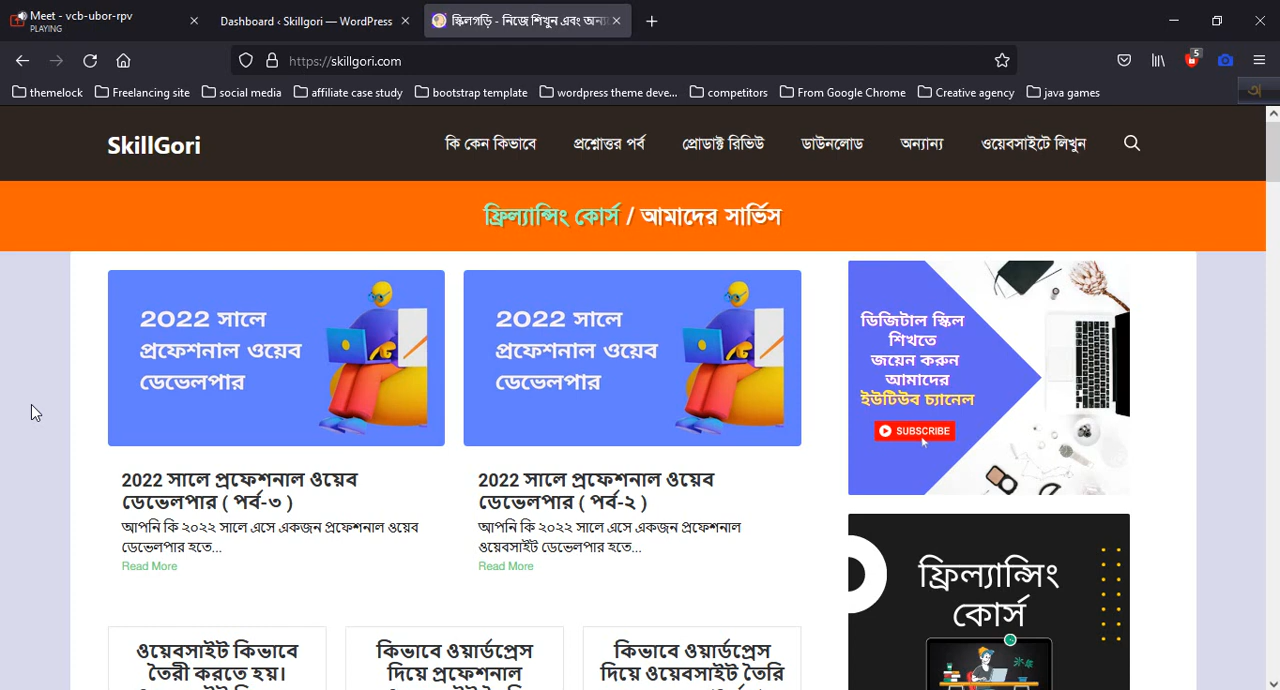 Meet - vcb-ubor-rpv
PLAYING
Dashboard ‹ Skillgori — WordPress
স্কিলগড়ি - নিজে শিখুন এবং অন্য
https://skillgori.com
5
themelock
Freelancing site
social media
affiliate case study
bootstrap template
wordpress theme deve...
competitors
From Google Chrome
Creative agency
java games
অ
SkillGori
কি কেন কিভাবে
প্রশ্নোত্তর পর্ব
প্রোডাক্ট রিভিউ
ডাউনলোড
অন্যান্য
ওয়েবসাইটে লিখুন
ফ্রিল্যান্সিং কোর্স / আমাদের সার্ভিস
2022 সালে
প্রফেশনাল ওয়েব
ডেভেলপার
2022 সালে প্রফেশনাল ওয়েব
ডেভেলপার ( পর্ব-৩ )
আপনি কি ২০২২ সালে এসে একজন প্রফেশনাল ওয়েব
ডেভেলপার হতে...
Read More
2022 সালে
প্রফেশনাল ওয়েব
ডেভেলপার
2022 সালে প্রফেশনাল ওয়েব
ডেভেলপার ( পর্ব-২ )
আপনি কি ২০২২ সালে এসে একজন প্রফেশনাল
ওয়েবসাইট ডেভেলপার হতে...
Read More
ডিজিটাল স্কিল
শিখতে
জয়েন করুন
আমাদের
ইউটিউব চ্যানেল
SUBSCRIBE
ফ্রিল্যান্সিং
কোর্স
ওয়েবসাইট কিভাবে
তৈরী করতে হয়।
কিভাবে ওয়ার্ডপ্রেস
দিয়ে প্রফেশনাল
কিভাবে ওয়ার্ডপ্রেস
দিয়ে ওয়েবসাইট তৈরি